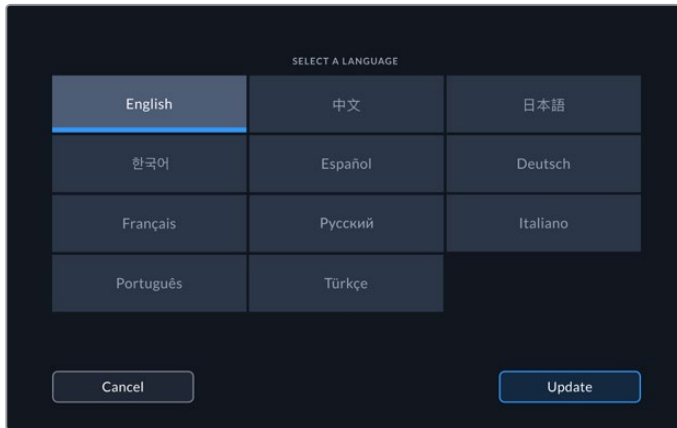 SELECT A LANGUAGE
English 中文 日本語
한국어 Español Deutsch
Français Русский Italiano
Português Türkçe
Cancel Update